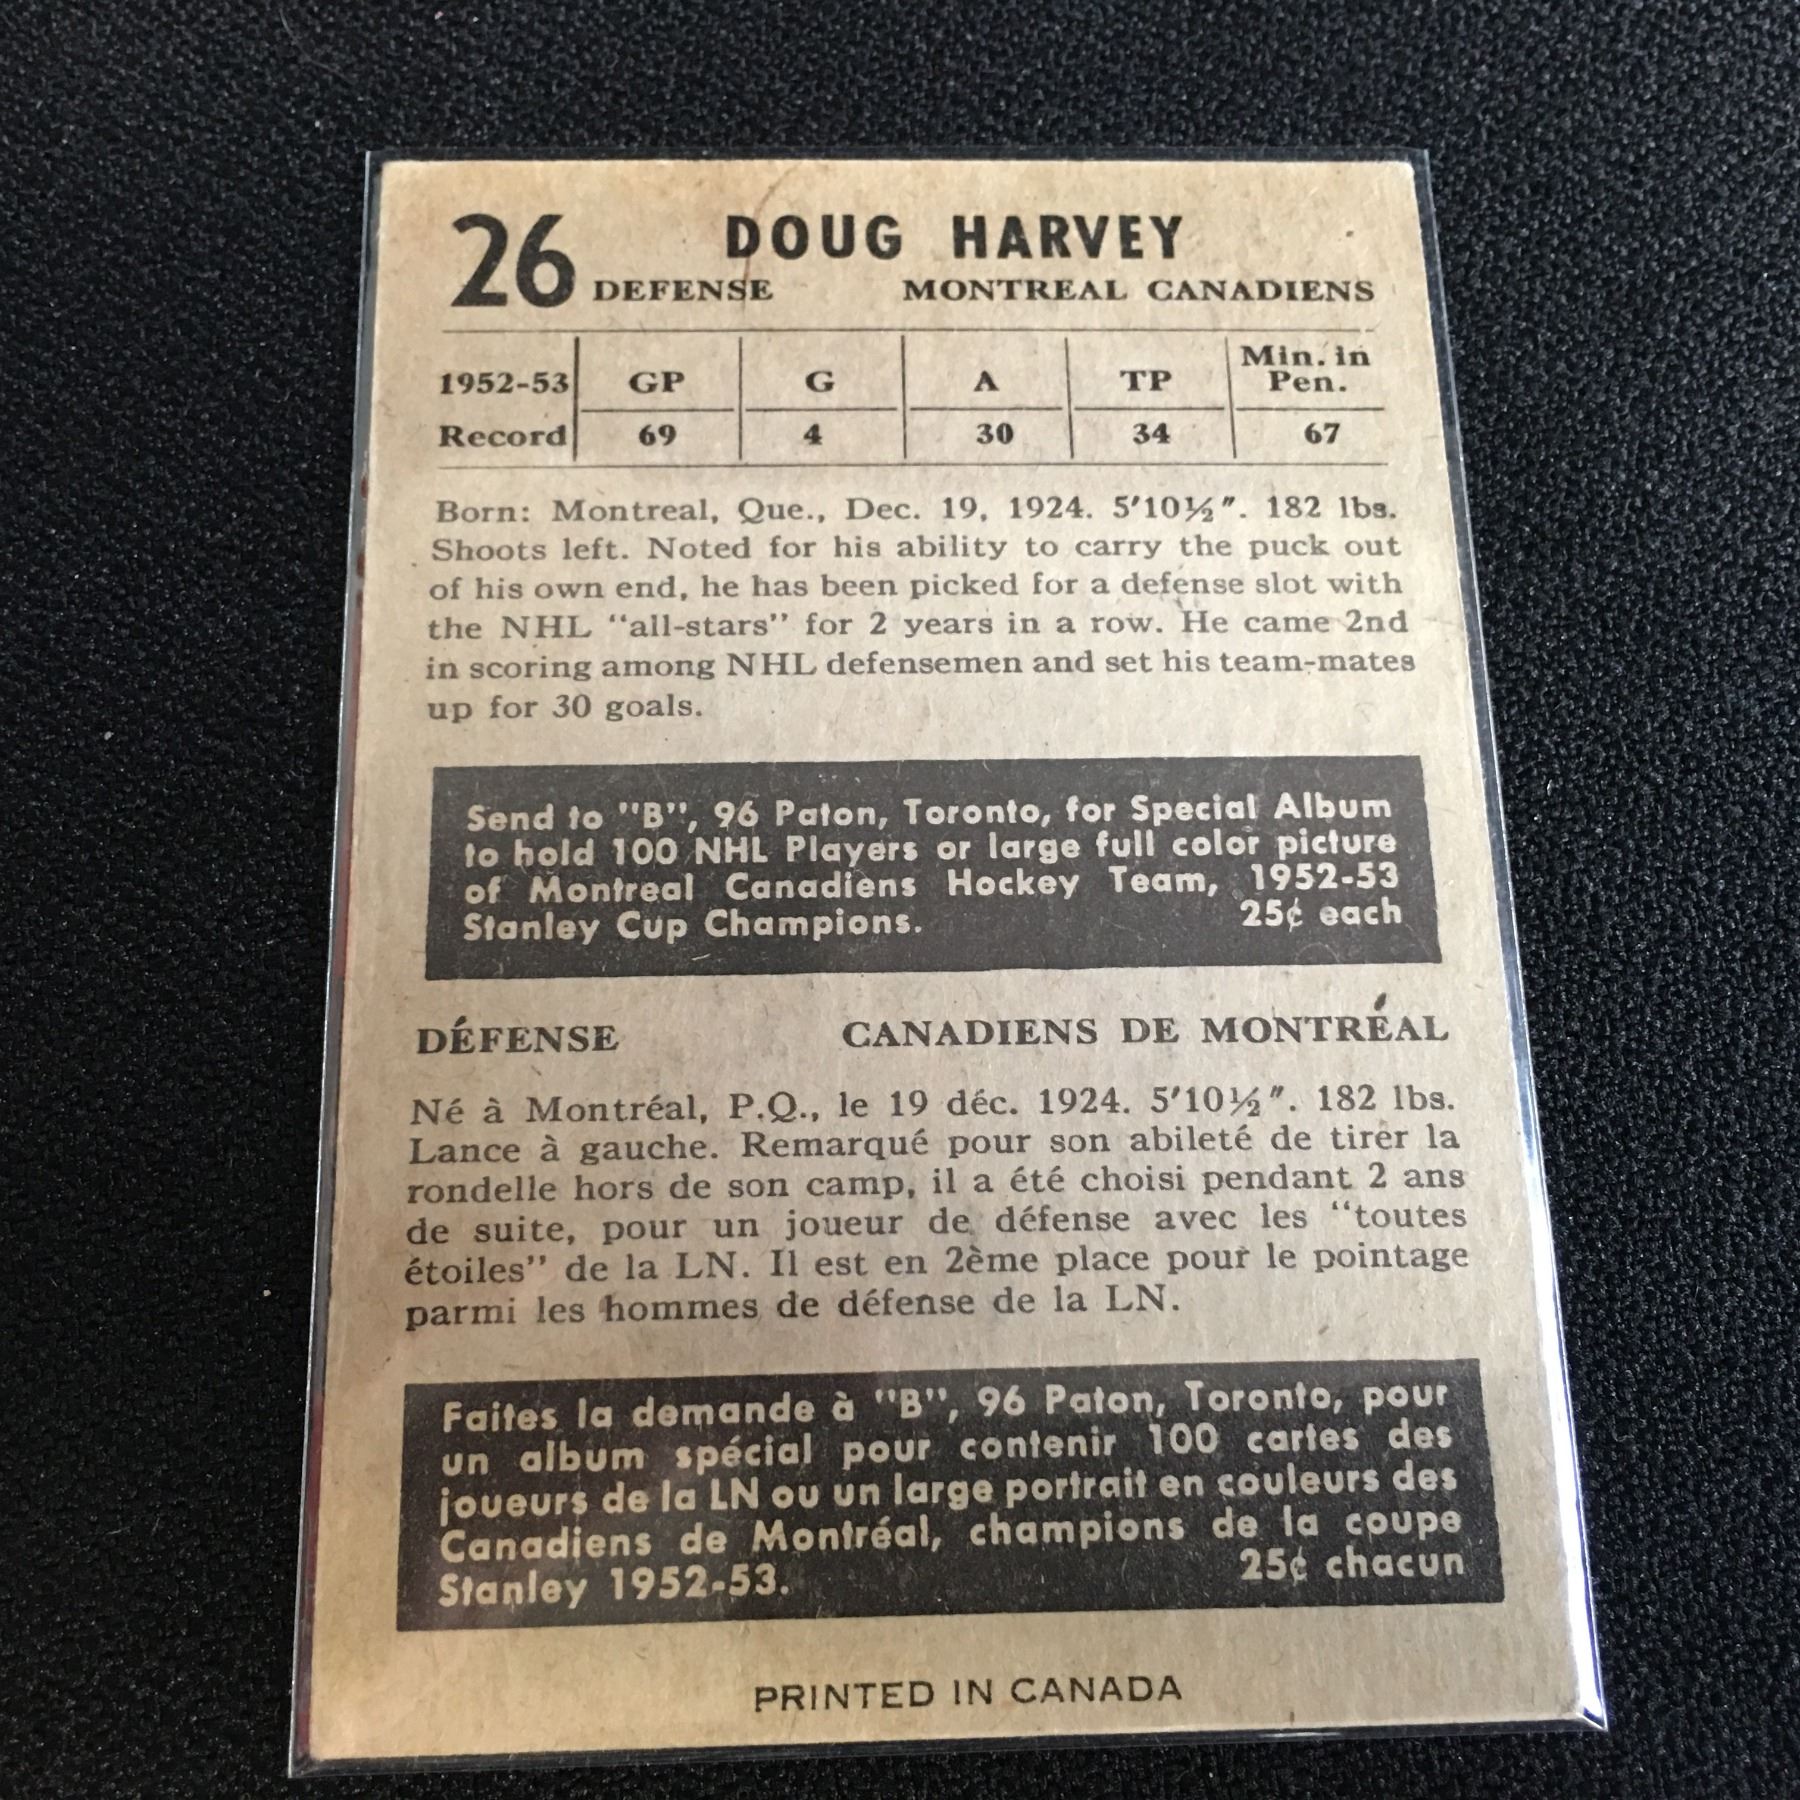 26 DOUG HARVEY
DEFENSE MONTREAL CANADIENS
1952-53 GP G A TP Min. in Pen.
Record 69 4 30 34 67
Born: Montreal, Que., Dec. 19, 1924. 5'10½". 182 lbs.
Shoots left. Noted for his ability to carry the puck out
of his own end, he has been picked for a defense slot with
the NHL "all-stars" for 2 years in a row. He came 2nd
in scoring among NHL defensemen and set his team-mates
up for 30 goals.
Send to "B", 96 Paton, Toronto, for Special Album
to hold 100 NHL Players or large full color picture
of Montreal Canadiens Hockey Team, 1952-53
Stanley Cup Champions. 25¢ each
DÉFENSE CANADIENS DE MONTRÉAL
Né à Montréal, P.Q., le 19 déc. 1924. 5'10½". 182 lbs.
Lance à gauche. Remarqué pour son abileté de tirer la
rondelle hors de son camp, il a été choisi pendant 2 ans
de suite, pour un joueur de défense avec les "toutes
étoiles" de la LN. Il est en 2ème place pour le pointage
parmi les hommes de défense de la LN.
Faites la demande à "B", 96 Paton, Toronto, pour
un album spécial pour contenir 100 cartes des
joueurs de la LN ou un large portrait en couleurs des
Canadiens de Montréal, champions de la coupe
Stanley 1952-53. 25¢ chacun
PRINTED IN CANADA